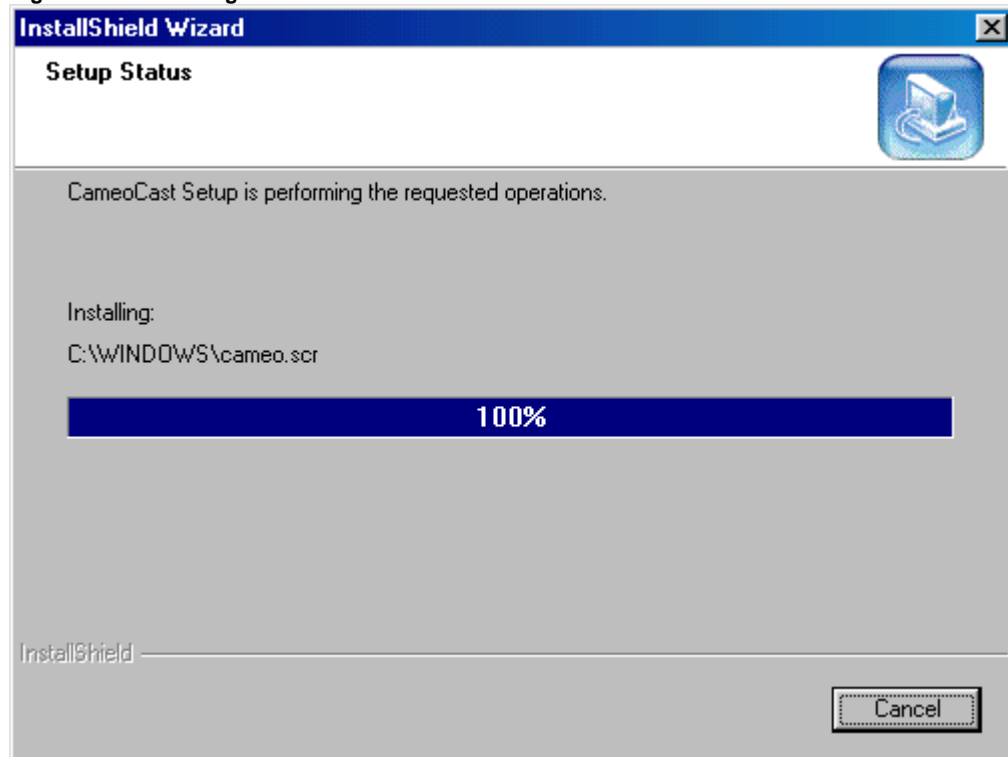 InstallShield Wizard
Setup Status
CameoCast Setup is performing the requested operations.
Installing:
C:\WINDOWS\cameo.scr
100%
InstallShield
Cancel